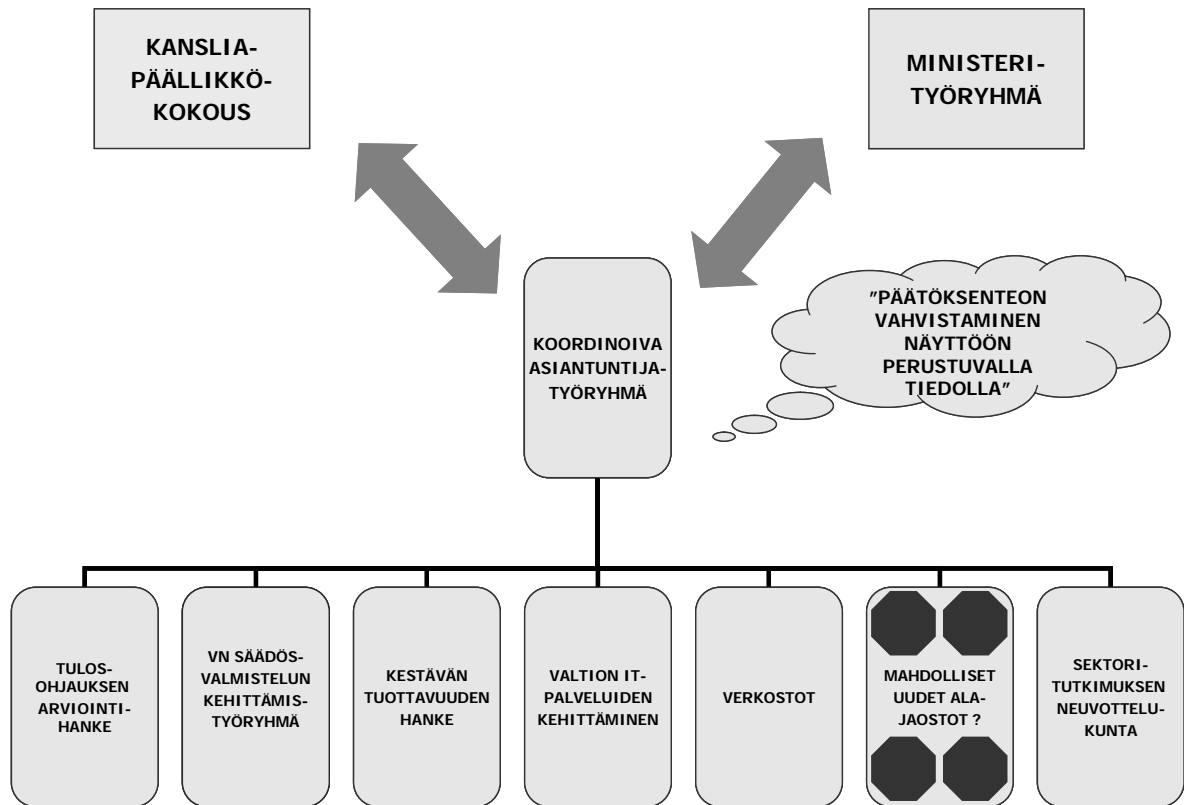 KANSLIA-
PÄÄLLIKKÖ-
KOKOUS
MINISTERI-
TYÖRYHMÄ
KOORDINOIVA
ASIANTUNTIJA-
TYÖRYHMÄ
”PÄÄTÖKSENTEON
VAHVISTAMINEN
NÄYTTÖÖN
PERUSTUVALLA
TIEDOLLA”
TULOS-
OHJAUKSEN
ARVIOINTI-
HANKE
VN SÄÄDÖS-
VALMISTELUN
KEHITTÄMIS-
TYÖRYHMÄ
KESTÄVÄN
TUOTTAVUUDEN
HANKE
VALTION IT-
PALVELUIDEN
KEHITTÄMINEN
VERKOSTOT
MAHDOLLISET
UUDET ALA-
JAOSTOT ?
SEKTORI-
TUTKIMUKSEN
NEUVOTTELU-
KUNTA